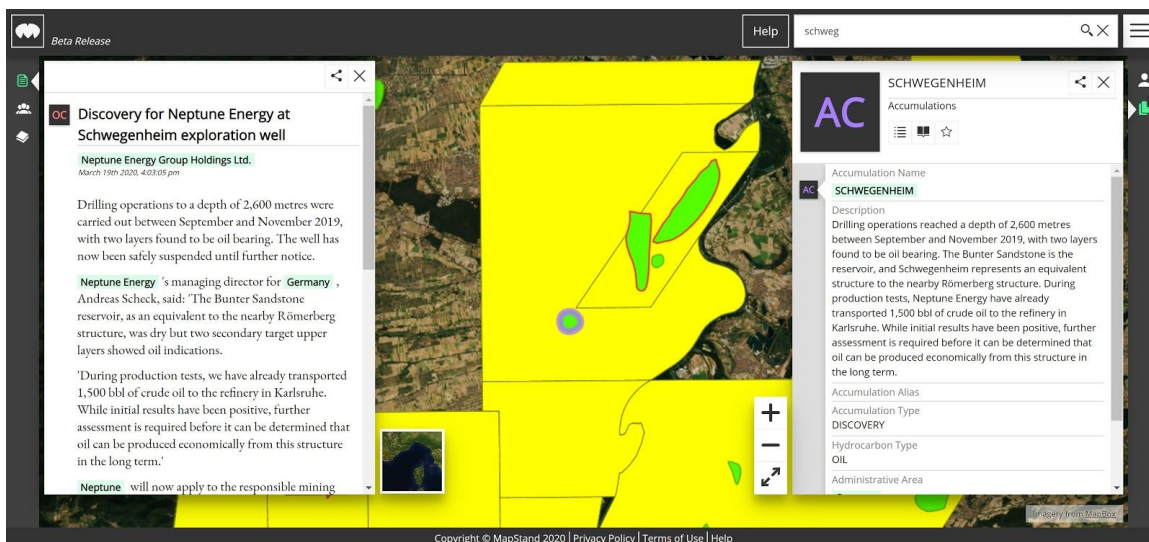 Beta Release
Help
schweg
OC
Discovery for Neptune Energy at
Schwegenheim exploration well
Neptune Energy Group Holdings Ltd.
March 19th 2020, 4:03:05 pm
Drilling operations to a depth of 2,600 metres were
carried out between September and November 2019,
with two layers found to be oil bearing. The well has
now been safely suspended until further notice.
Neptune Energy 's managing director for Germany ,
Andreas Scheck, said: 'The Bunter Sandstone
reservoir, as an equivalent to the nearby Römerberg
structure, was dry but two secondary target upper
layers showed oil indications.
'During production tests, we have already transported
1,500 bbl of crude oil to the refinery in Karlsruhe.
While initial results have been positive, further
assessment is required before it can be determined that
oil can be produced economically from this structure
in the long term.'
Neptune will now apply to the responsible mining
AC
SCHWEGENHEIM
Accumulations
AC
Accumulation Name
SCHWEGENHEIM
Description
Drilling operations reached a depth of 2,600 metres
between September and November 2019, with two layers
found to be oil bearing. The Bunter Sandstone is the
reservoir, and Schwegenheim represents an equivalent
structure to the nearby Römerberg structure. During
production tests, Neptune Energy have already
transported 1,500 bbl of crude oil to the refinery in
Karlsruhe. While initial results have been positive, further
assessment is required before it can be determined that
oil can be produced economically from this structure in
the long term.
Accumulation Alias
Accumulation Type
DISCOVERY
Hydrocarbon Type
OIL
Administrative Area
Imagery from MapBox
Copyright © MapStand 2020 | Privacy Policy | Terms of Use | Help